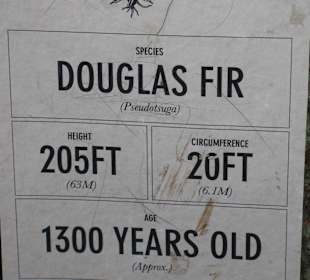 SPECIES
DOUGLAS FIR
(Pseudotsuga)
HEIGHT
205FT
(63M)
CIRCUMFERENCE
20FT
(6.1M)
AGE
1300 YEARS OLD
(Approx.)